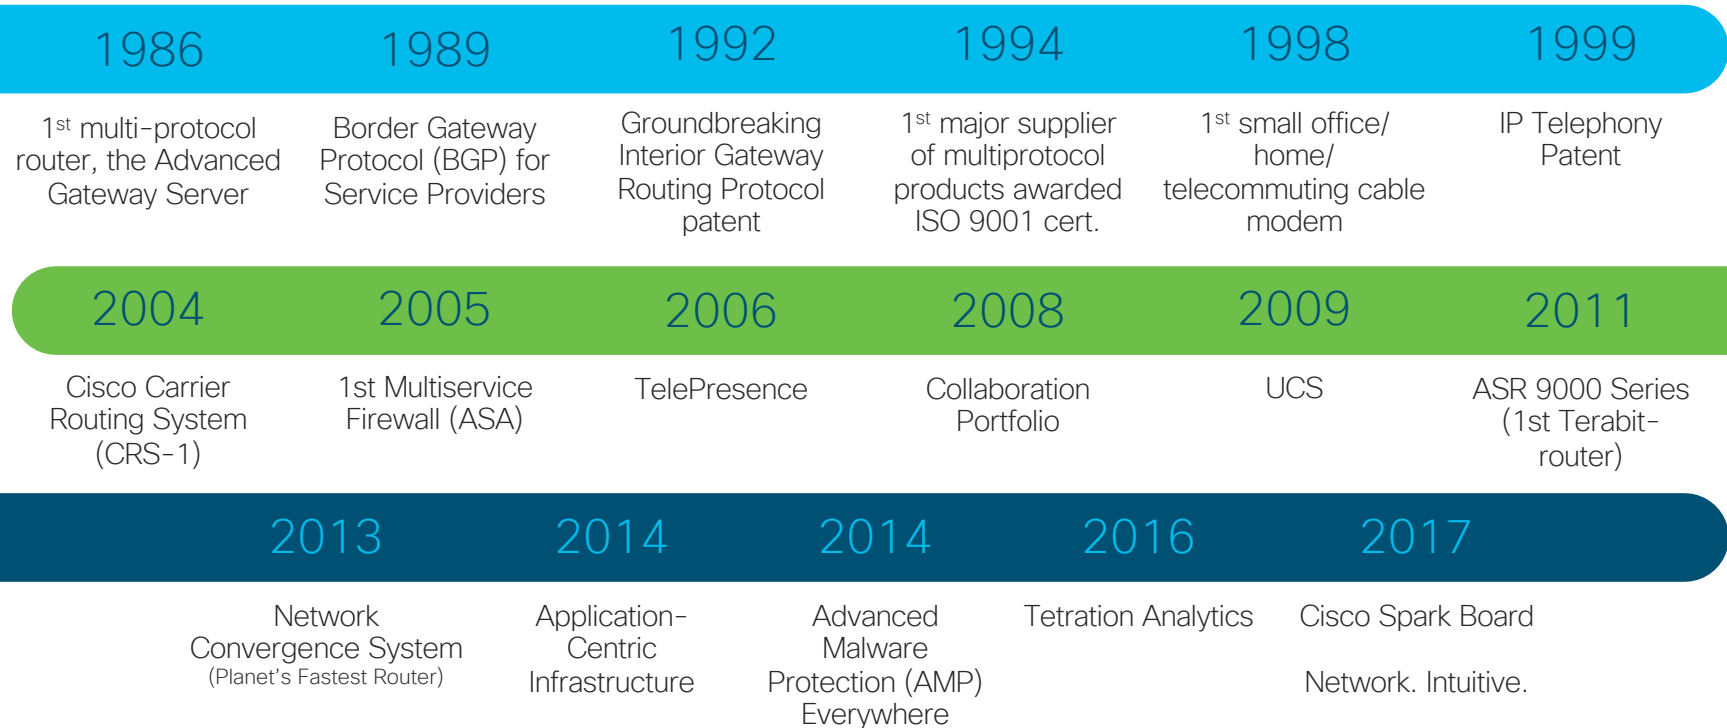 1986 1989 1992 1994 1998 1999
1st multi-protocol
router, the Advanced
Gateway Server
Border Gateway
Protocol (BGP) for
Service Providers
Groundbreaking
Interior Gateway
Routing Protocol
patent
1st major supplier
of multiprotocol
products awarded
ISO 9001 cert.
1st small office/
home/
telecommuting cable
modem
IP Telephony
Patent
2004 2005 2006 2008 2009 2011
Cisco Carrier
Routing System
(CRS-1)
1st Multiservice
Firewall (ASA)
TelePresence
Collaboration
Portfolio
UCS
ASR 9000 Series
(1st Terabit-
router)
2013 2014 2014 2016 2017
Network
Convergence System
(Planet's Fastest Router)
Application-
Centric
Infrastructure
Advanced
Malware
Protection (AMP)
Everywhere
Tetration Analytics
Cisco Spark Board
Network. Intuitive.